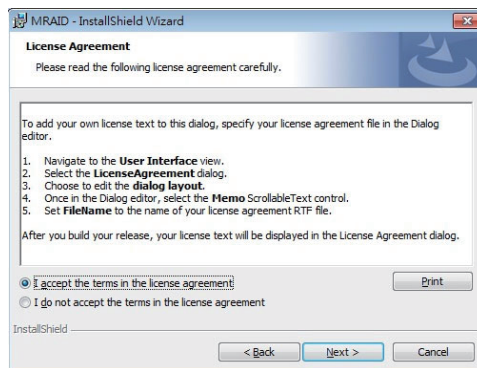 MRAID - InstallShield Wizard
License Agreement
Please read the following license agreement carefully.
To add your own license text to this dialog, specify your license agreement file in the Dialog
editor.
1. Navigate to the User Interface view.
2. Select the LicenseAgreement dialog.
3. Choose to edit the dialog layout.
4. Once in the Dialog editor, select the Memo ScrollableText control.
5. Set FileName to the name of your license agreement RTF file.
After you build your release, your license text will be displayed in the License Agreement dialog.
I accept the terms in the license agreement
Print
I do not accept the terms in the license agreement
InstallShield
< Back Next > Cancel